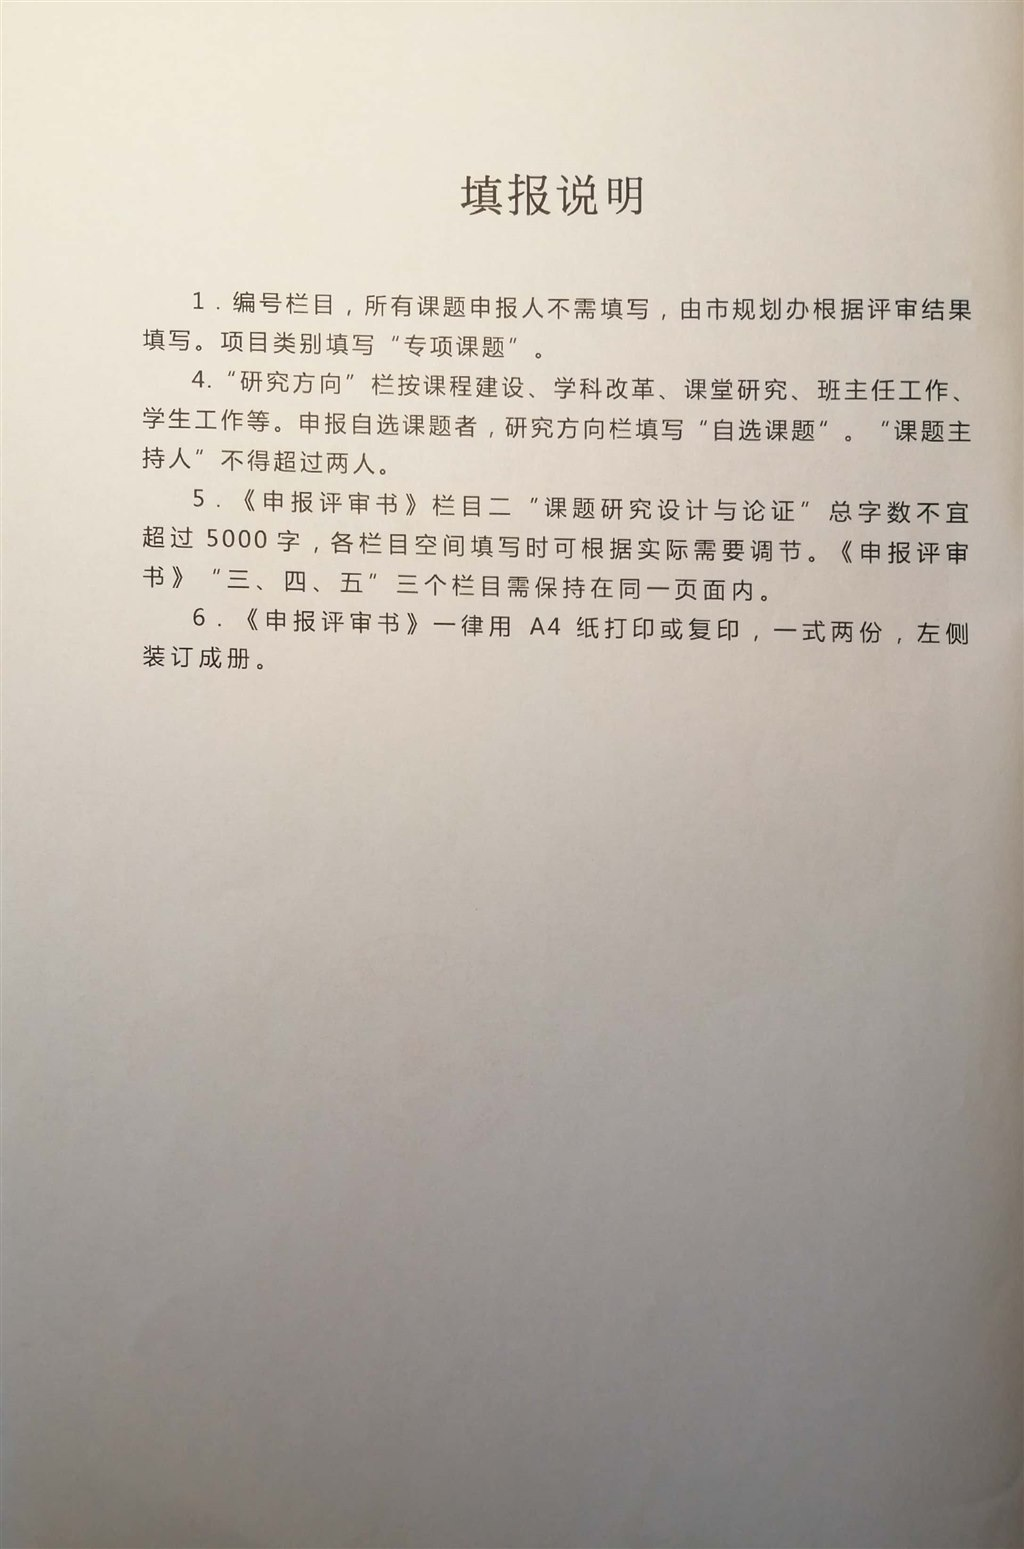 填报说明
1．编号栏目，所有课题申报人不需填写，由市规划办根据评审结果
填写。项目类别填写“专项课题”。
4.“研究方向”栏按课程建设、学科改革、课堂研究、班主任工作、
学生工作等。申报自选课题者，研究方向栏填写“自选课题”。“课题主
持人”不得超过两人。
5．《申报评审书》栏目二“课题研究设计与论证”总字数不宜
超过 5000 字，各栏目空间填写时可根据实际需要调节。《申报评审
书》“三、四、五”三个栏目需保持在同一页面内。
6．《申报评审书》一律用 A4 纸打印或复印，一式两份，左侧
装订成册。